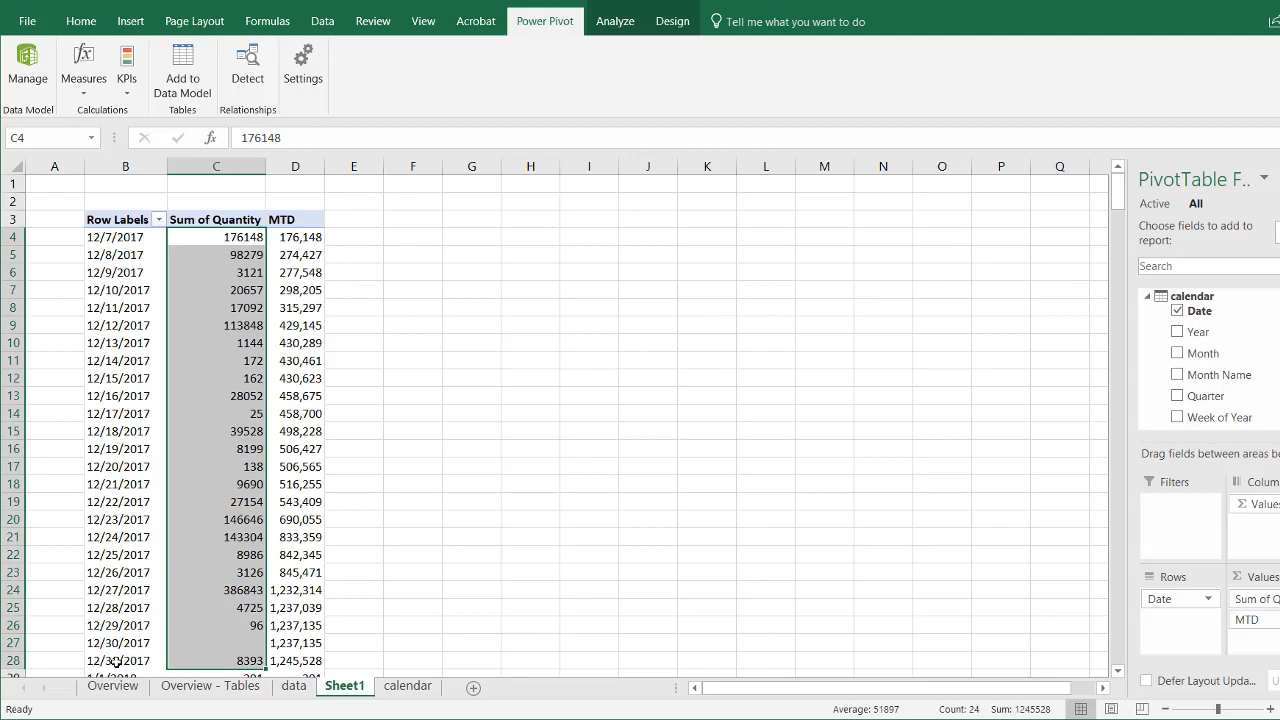 File Home Insert Page Layout Formulas Data Review View Acrobat Power Pivot Analyze Design Tell me what you want to do
Manage Measures KPIs Add to Data Model Detect Settings
Data Model Calculations Tables Relationships
C4 fx 176148
A B C D E F G H I J K L M N O P Q
1
2
3 Row Labels Sum of Quantity MTD
4 12/7/2017 176148 176,148
5 12/8/2017 98279 274,427
6 12/9/2017 3121 277,548
7 12/10/2017 20657 298,205
8 12/11/2017 17092 315,297
9 12/12/2017 113848 429,145
10 12/13/2017 1144 430,289
11 12/14/2017 172 430,461
12 12/15/2017 162 430,623
13 12/16/2017 28052 458,675
14 12/17/2017 25 458,700
15 12/18/2017 39528 498,228
16 12/19/2017 8199 506,427
17 12/20/2017 138 506,565
18 12/21/2017 9690 516,255
19 12/22/2017 27154 543,409
20 12/23/2017 146646 690,055
21 12/24/2017 143304 833,359
22 12/25/2017 8986 842,345
23 12/26/2017 3126 845,471
24 12/27/2017 386843 1,232,314
25 12/28/2017 4725 1,237,039
26 12/29/2017 96 1,237,135
27 12/30/2017 1,237,135
28 12/31/2017 8393 1,245,528
PivotTable F..
Active All
Choose fields to add to
report:
Search
calendar
Date
Year
Month
Month Name
Quarter
Week of Year
Drag fields between areas be
Filters Colum
Values
Rows Values
Date Sum of Q
MTD
Defer Layout Upda... U
Overview Overview - Tables data Sheet1 calendar
Ready Average: 51897 Count: 24 Sum: 1245528